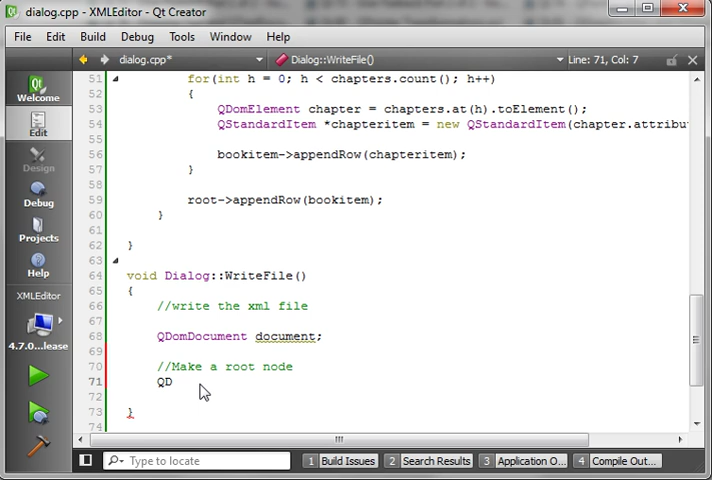 dialog.cpp - XMLEditor - Qt Creator
File Edit Build Debug Tools Window Help
dialog.cpp* Dialog::WriteFile() Line: 71, Col: 7
Welcome
Edit
Design
Debug
Projects
Help
XMLEditor
4.7.0...lease
51 for(int h = 0; h < chapters.count(); h++)
52 {
53 QDomElement chapter = chapters.at(h).toElement();
54 QStandardItem *chapteritem = new QStandardItem(chapter.attribut
55
56 bookitem->appendRow(chapteritem);
57 }
58
59 root->appendRow(bookitem);
60 }
61
62 }
63
64 void Dialog::WriteFile()
65 {
66 //write the xml file
67
68 QDomDocument document;
69
70 //Make a root node
71 QD
72
73 }
74
Type to locate 1 Build Issues 2 Search Results 3 Application O... 4 Compile Out...